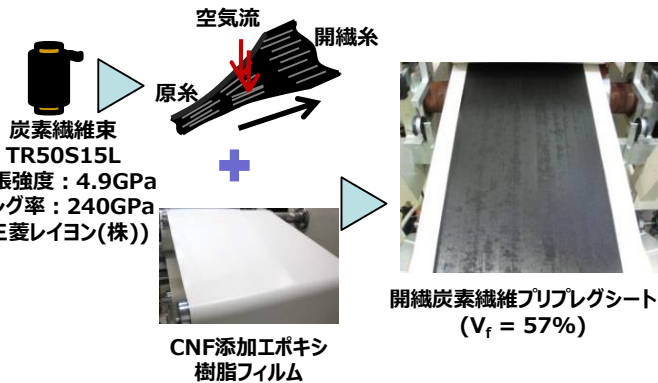 空気流
開繊糸
原糸
炭素繊維束
TR50S15L
張強度：4.9GPa
ング率：240GPa
三菱レイヨン(株))
CNF添加エポキシ
樹脂フィルム
開繊炭素繊維プリプレグシート
(Vf = 57%)